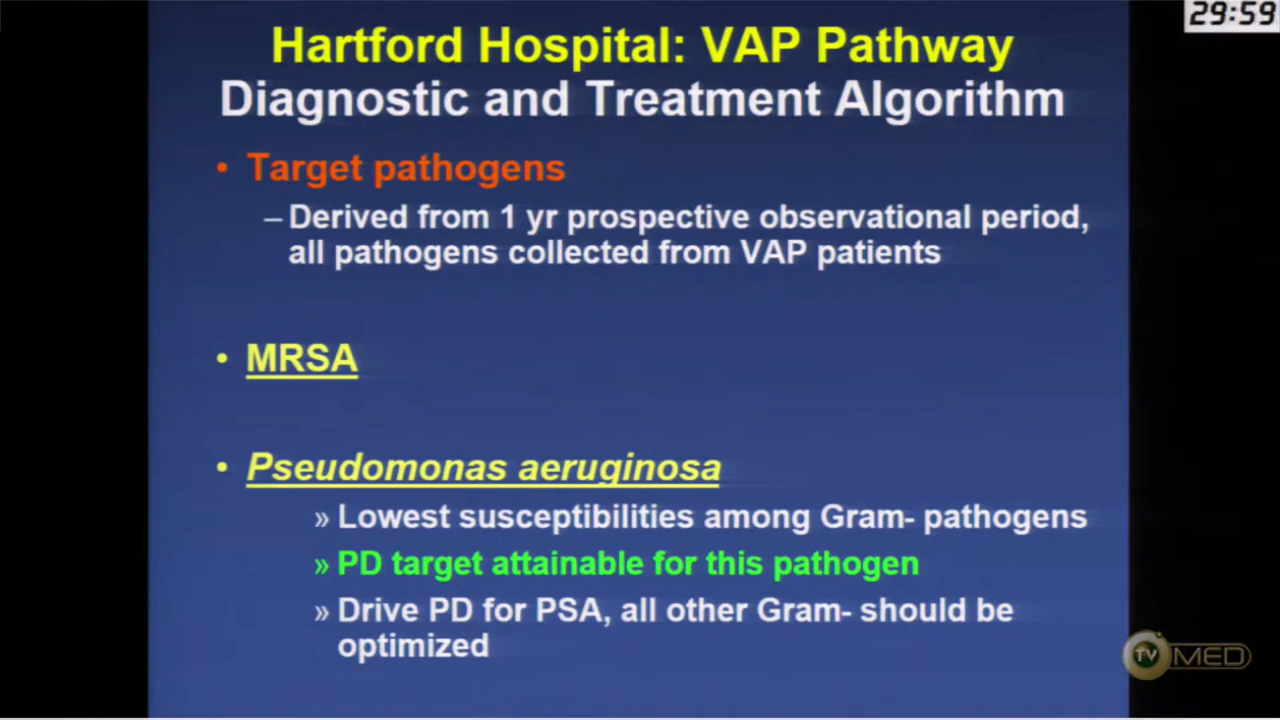 29:59
Hartford Hospital: VAP Pathway
Diagnostic and Treatment Algorithm
• Target pathogens
– Derived from 1 yr prospective observational period,
all pathogens collected from VAP patients
• MRSA
• Pseudomonas aeruginosa
» Lowest susceptibilities among Gram- pathogens
» PD target attainable for this pathogen
» Drive PD for PSA, all other Gram- should be
optimized
TV MED